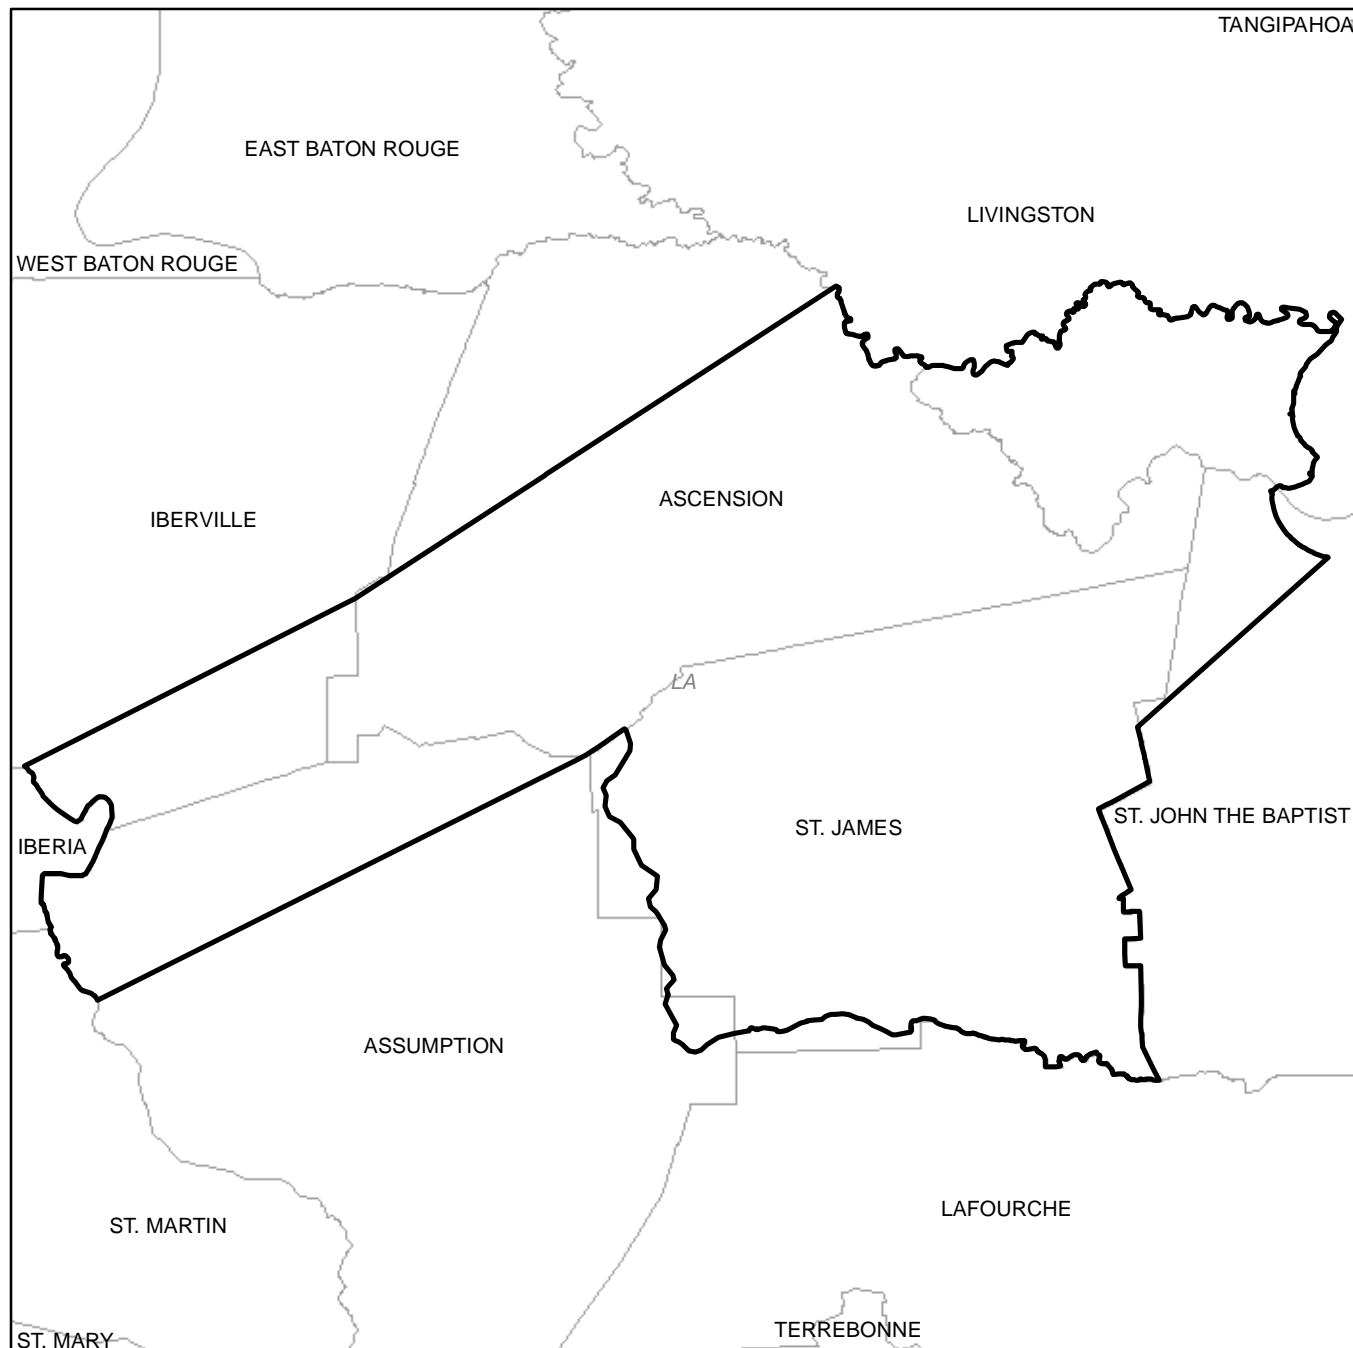 TANGIPAHOA
EAST BATON ROUGE
LIVINGSTON
WEST BATON ROUGE
ASCENSION
IBERVILLE
LA
ST. JOHN THE BAPTIST
ST. JAMES
IBERIA
ASSUMPTION
LAFOURCHE
ST. MARTIN
TERREBONNE
ST. MARY